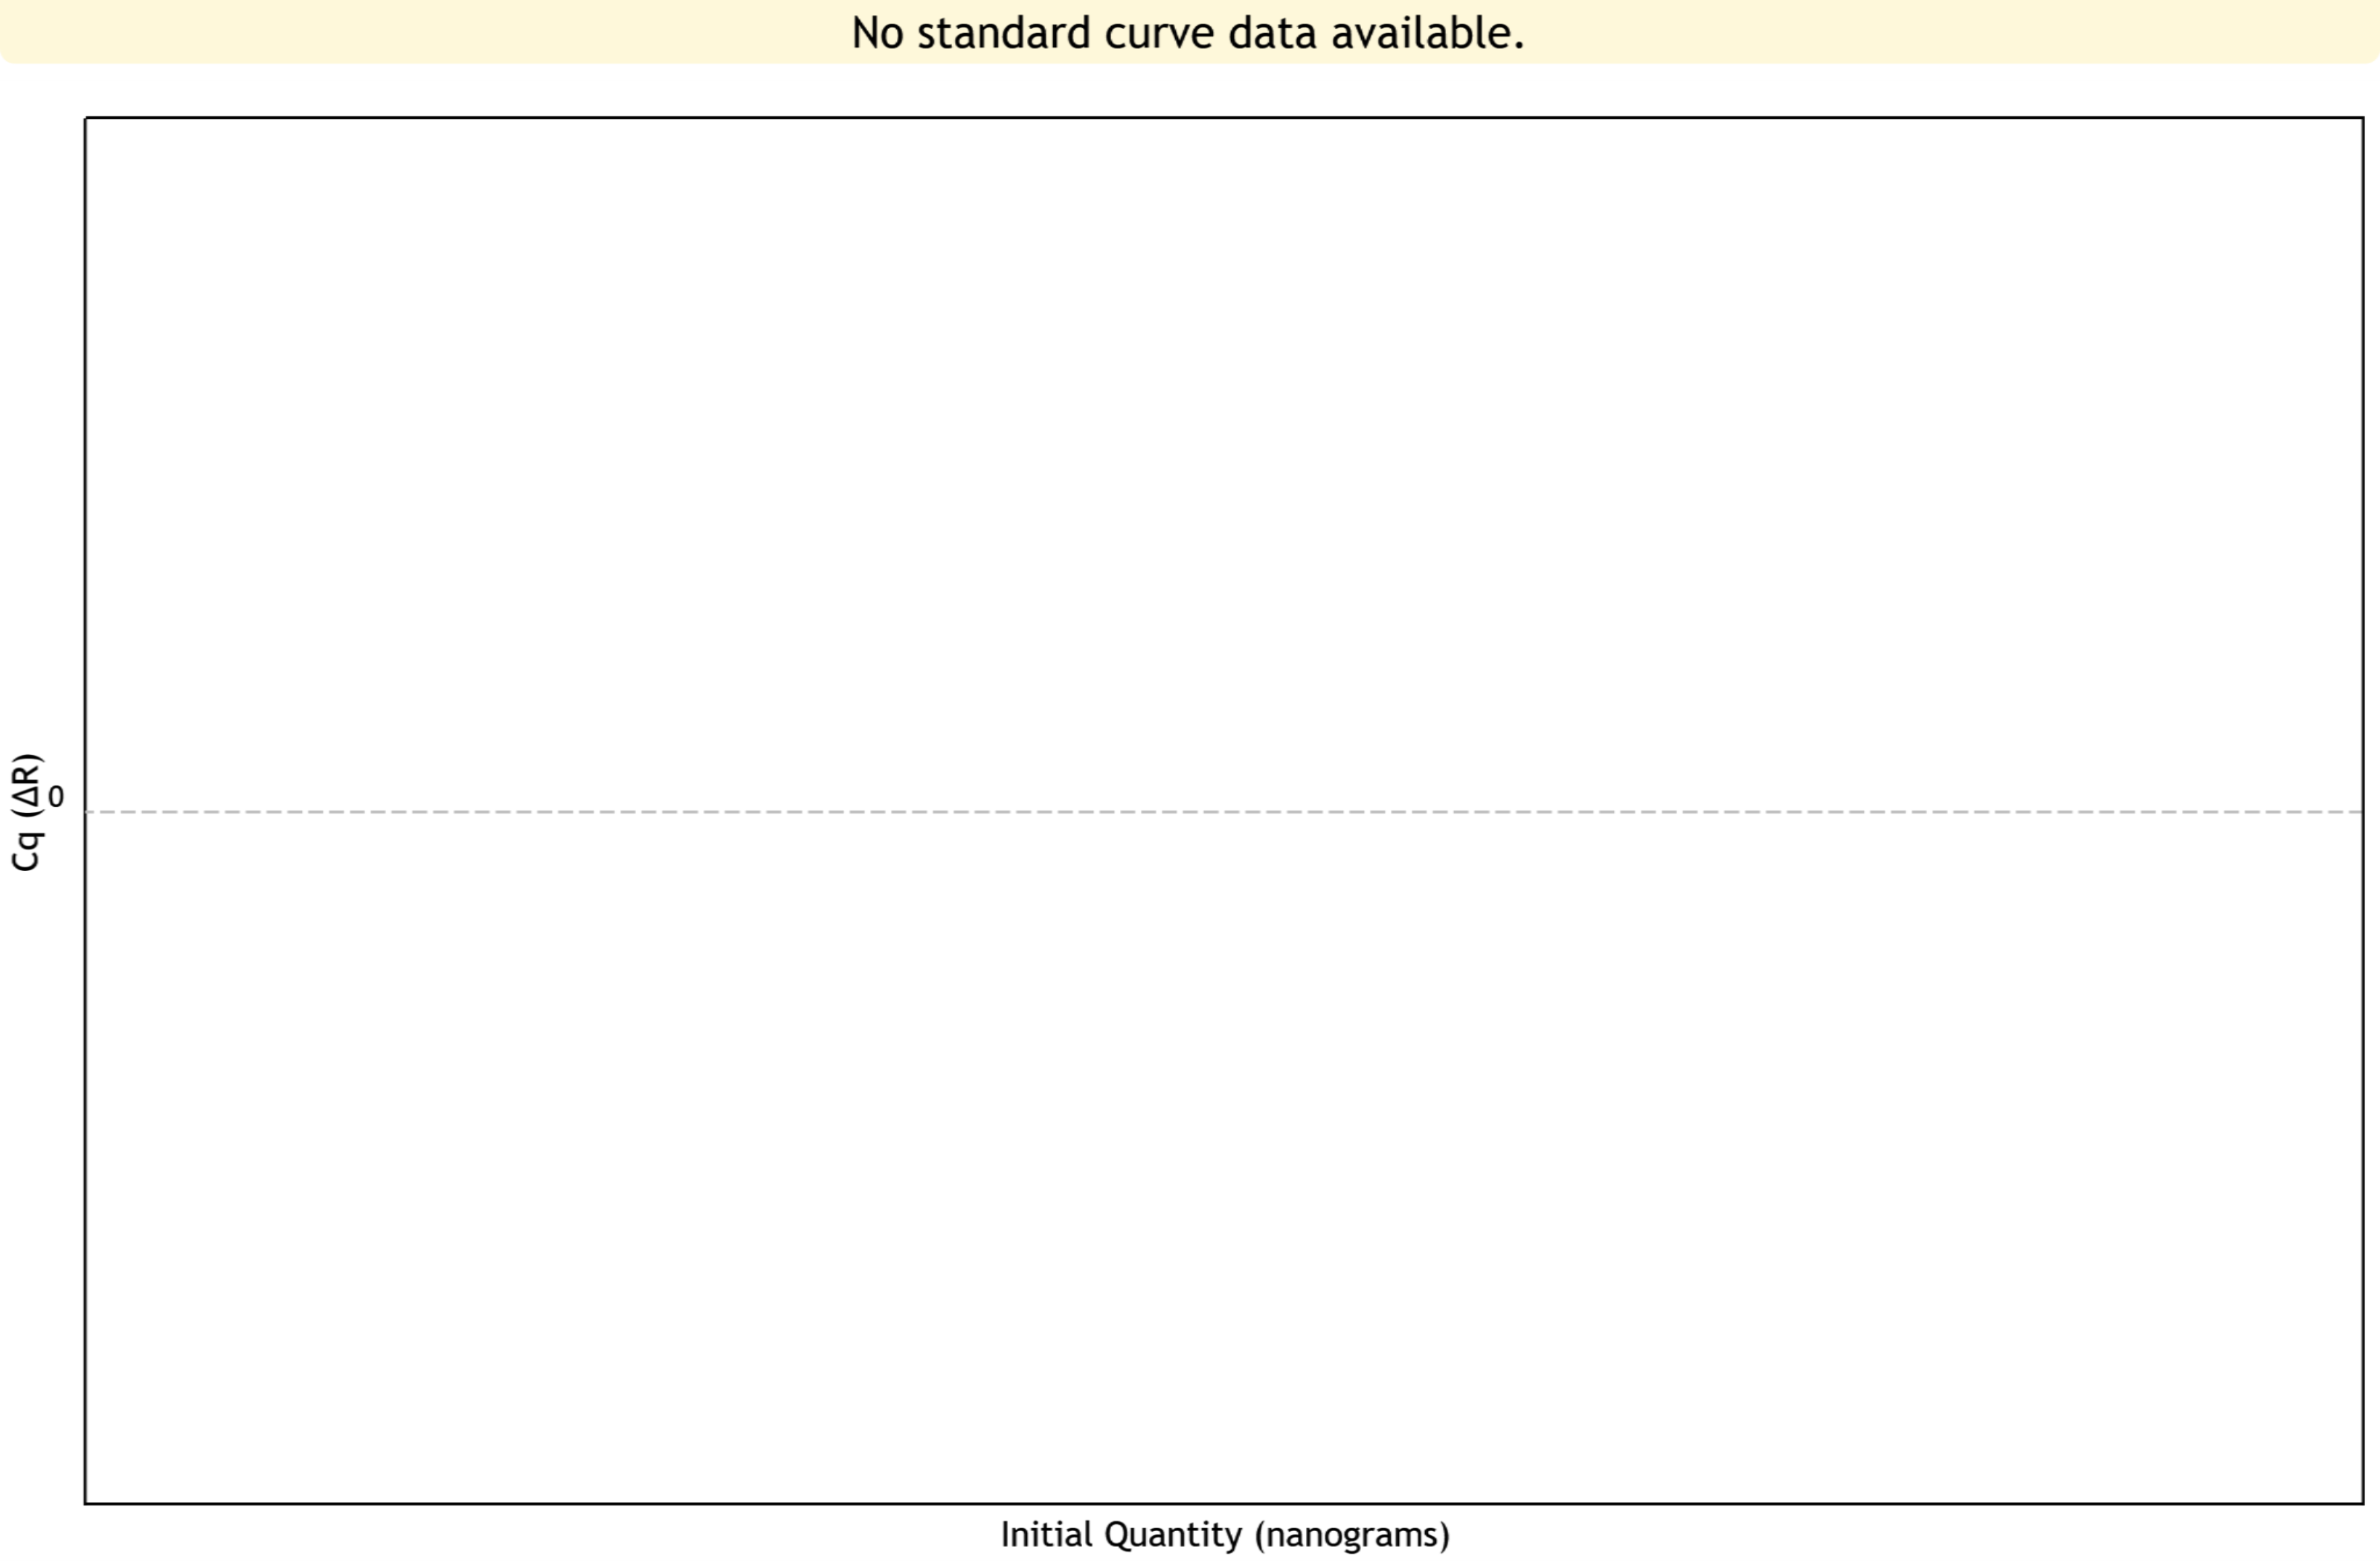 No standard curve data available.
Cq (ΔR)
0
Initial Quantity (nanograms)